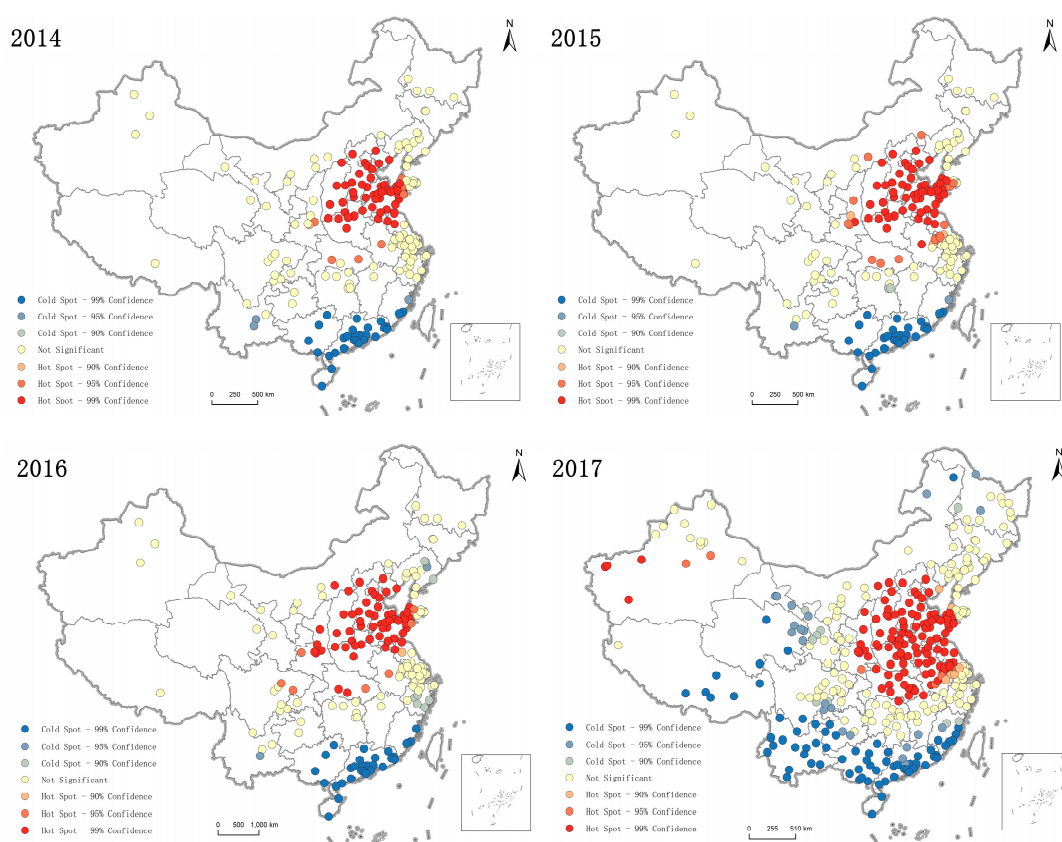 2014
N
Cold Spot - 99% Confidence
Cold Spot - 95% Confidence
Cold Spot - 90% Confidence
Not Significant
Hot Spot - 90% Confidence
Hot Spot - 95% Confidence
Hot Spot - 99% Confidence
0 250 500 km
2015
N
Cold Spot - 99% Confidence
Cold Spot - 95% Confidence
Cold Spot - 90% Confidence
Not Significant
Hot Spot - 90% Confidence
Hot Spot - 95% Confidence
Hot Spot - 99% Confidence
0 250 500 km
2016
N
Cold Spot - 99% Confidence
Cold Spot - 95% Confidence
Cold Spot - 90% Confidence
Not Significant
Hot Spot - 90% Confidence
Hot Spot - 95% Confidence
Hot Spot 99% Confidence
0 500 1,000 km
2017
N
Cold Spot - 99% Confidence
Cold Spot - 95% Confidence
Cold Spot - 90% Confidence
Not Significant
Hot Spot - 90% Confidence
Hot Spot - 95% Confidence
Hot Spot - 99% Confidence
0 255 510 km